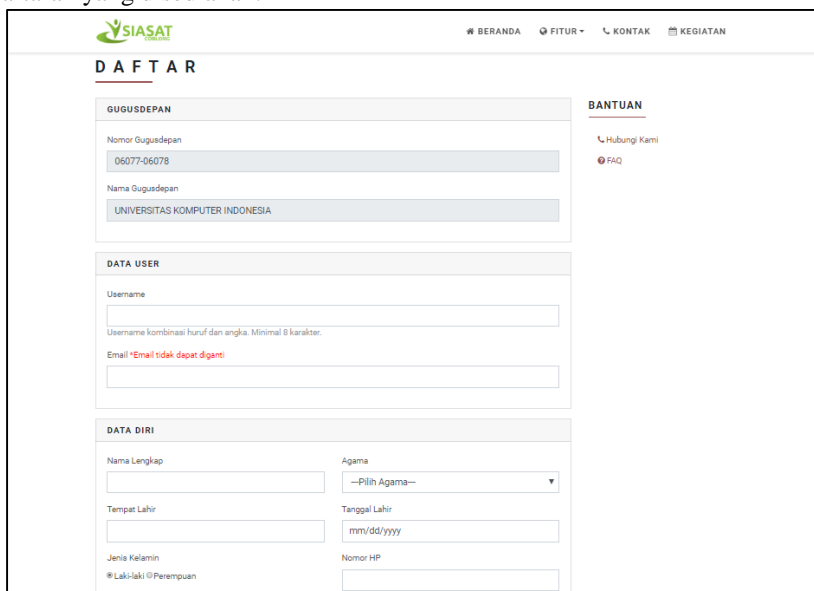 SIASAT
BERANDA FITUR KONTAK KEGIATAN
DAFTAR
GUGUSDEPAN
Nomor Gugusdepan
06077-06078
Nama Gugusdepan
UNIVERSITAS KOMPUTER INDONESIA
BANTUAN
Hubungi Kami
FAQ
DATA USER
Username
Username kombinasi huruf dan angka. Minimal 8 karakter.
Email *Email tidak dapat diganti
DATA DIRI
Nama Lengkap Agama
---Pilih Agama---
Tempat Lahir Tanggal Lahir
mm/dd/yyyy
Jenis Kelamin Nomor HP
Laki-laki Perempuan